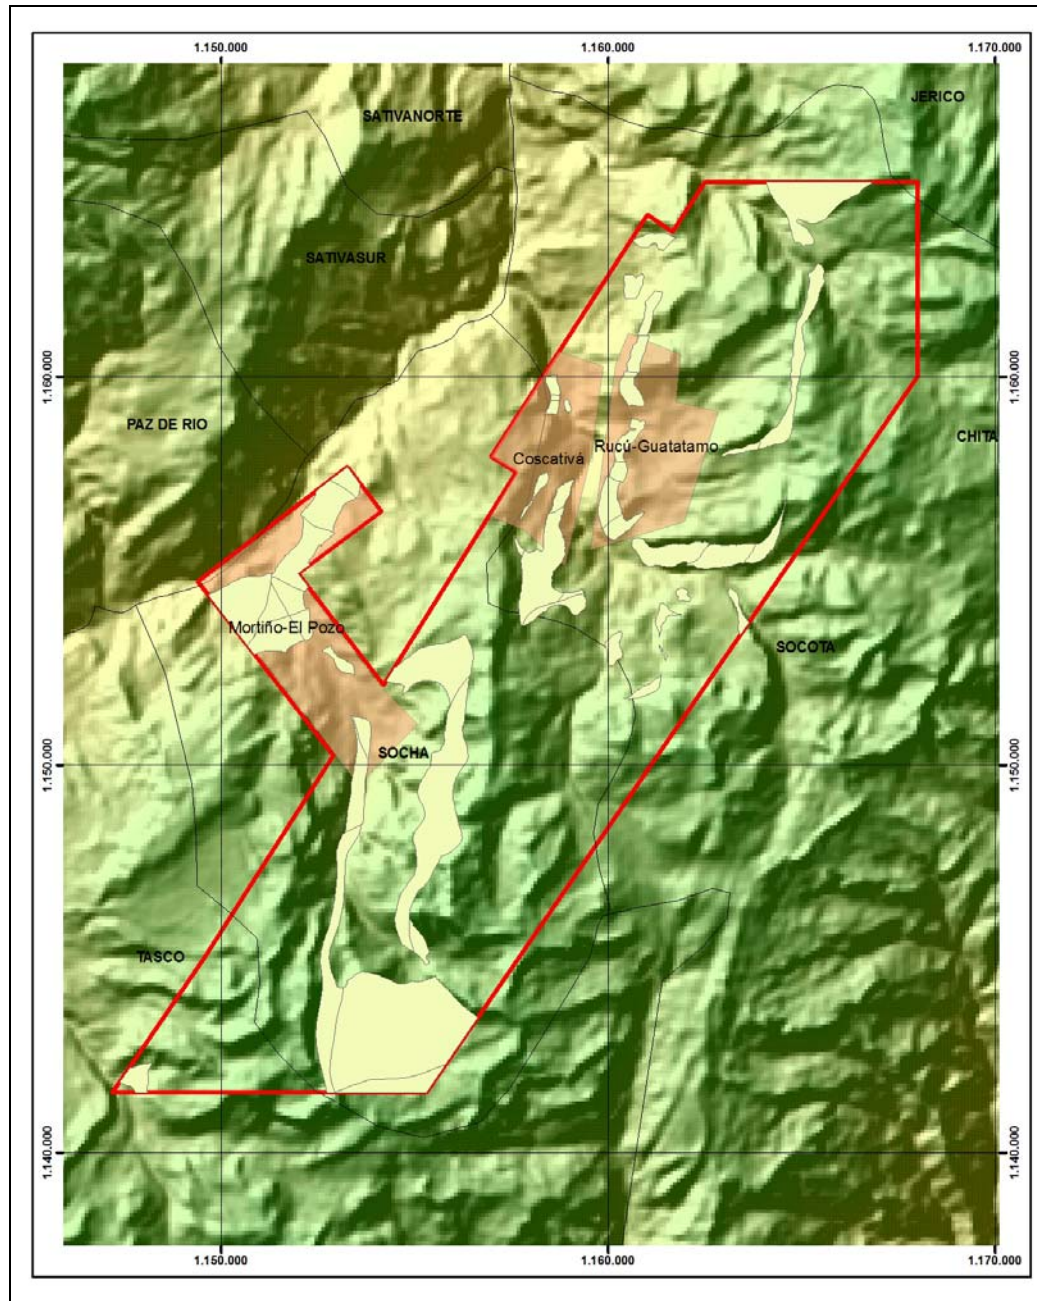 1.150.000
1.160.000
1.170.000
JERICO
SATIVANORTE
SATIVASUR
1.160.000
1.160.000
PAZ DE RIO
CHITA
Rucú-Guatatamo
Coscativá
Mortiño-El Pozo
SOCOTA
SOCHA
1.150.000
1.150.000
TASCO
1.140.000
1.140.000
1.150.000
1.160.000
1.170.000